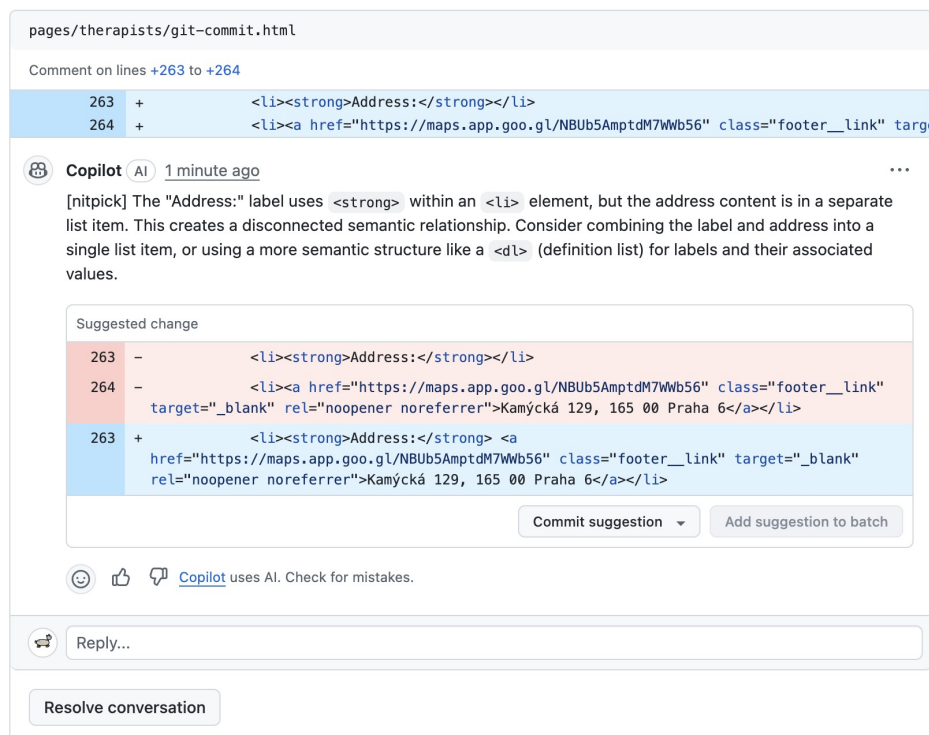 pages/therapists/git-commit.html
Comment on lines +263 to +264
263 + <li><strong>Address:</strong></li>
264 + <li><a href="https://maps.app.goo.gl/NBUb5AmptdM7WWb56" class="footer__link" targ
Copilot AI 1 minute ago
[nitpick] The "Address:" label uses <strong> within an <li> element, but the address content is in a separate
list item. This creates a disconnected semantic relationship. Consider combining the label and address into a
single list item, or using a more semantic structure like a <dl> (definition list) for labels and their associated
values.
Suggested change
263 - <li><strong>Address:</strong></li>
264 - <li><a href="https://maps.app.goo.gl/NBUb5AmptdM7WWb56" class="footer__link"
target="_blank" rel="noopener noreferrer">Kamýcká 129, 165 00 Praha 6</a></li>
263 + <li><strong>Address:</strong> <a
href="https://maps.app.goo.gl/NBUb5AmptdM7WWb56" class="footer__link" target="_blank"
rel="noopener noreferrer">Kamýcká 129, 165 00 Praha 6</a></li>
Commit suggestion Add suggestion to batch
Copilot uses AI. Check for mistakes.
Reply...
Resolve conversation